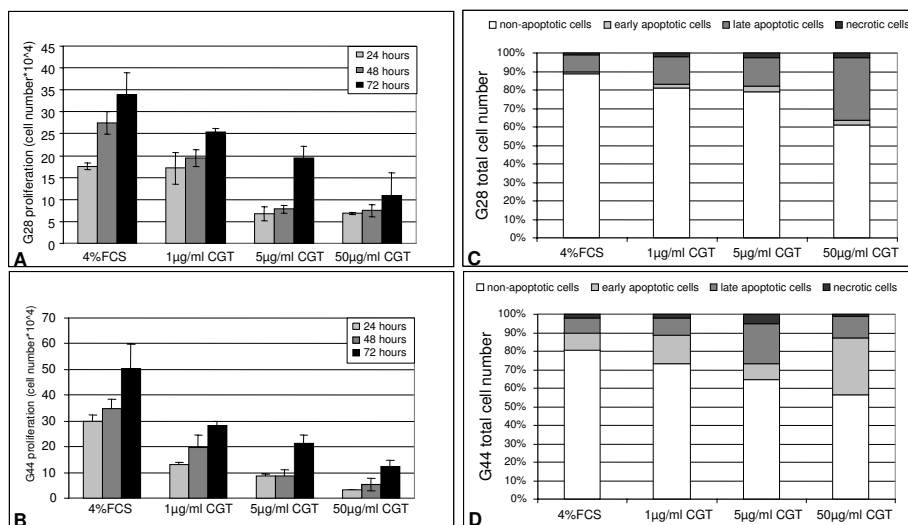 45
40
35
30
25
20
15
10
5
0
G28 proliferation (cell number*10^4)
24 hours
48 hours
72 hours
4%FCS
1µg/ml CGT
5µg/ml CGT
50µg/ml CGT
A
non-apoptotic cells
early apoptotic cells
late apoptotic cells
necrotic cells
100%
90%
80%
70%
60%
50%
40%
30%
20%
10%
0%
G28 total cell number
4%FCS
1µg/ml CGT
5µg/ml CGT
50µg/ml CGT
C
70
60
50
40
30
20
10
0
G44 proliferation (cell number*10^4)
24 hours
48 hours
72 hours
4%FCS
1µg/ml CGT
5µg/ml CGT
50µg/ml CGT
B
non-apoptotic cells
early apoptotic cells
late apoptotic cells
necrotic cells
100%
90%
80%
70%
60%
50%
40%
30%
20%
10%
0%
G44 total cell number
4%FCS
1µg/ml CGT
5µg/ml CGT
50µg/ml CGT
D